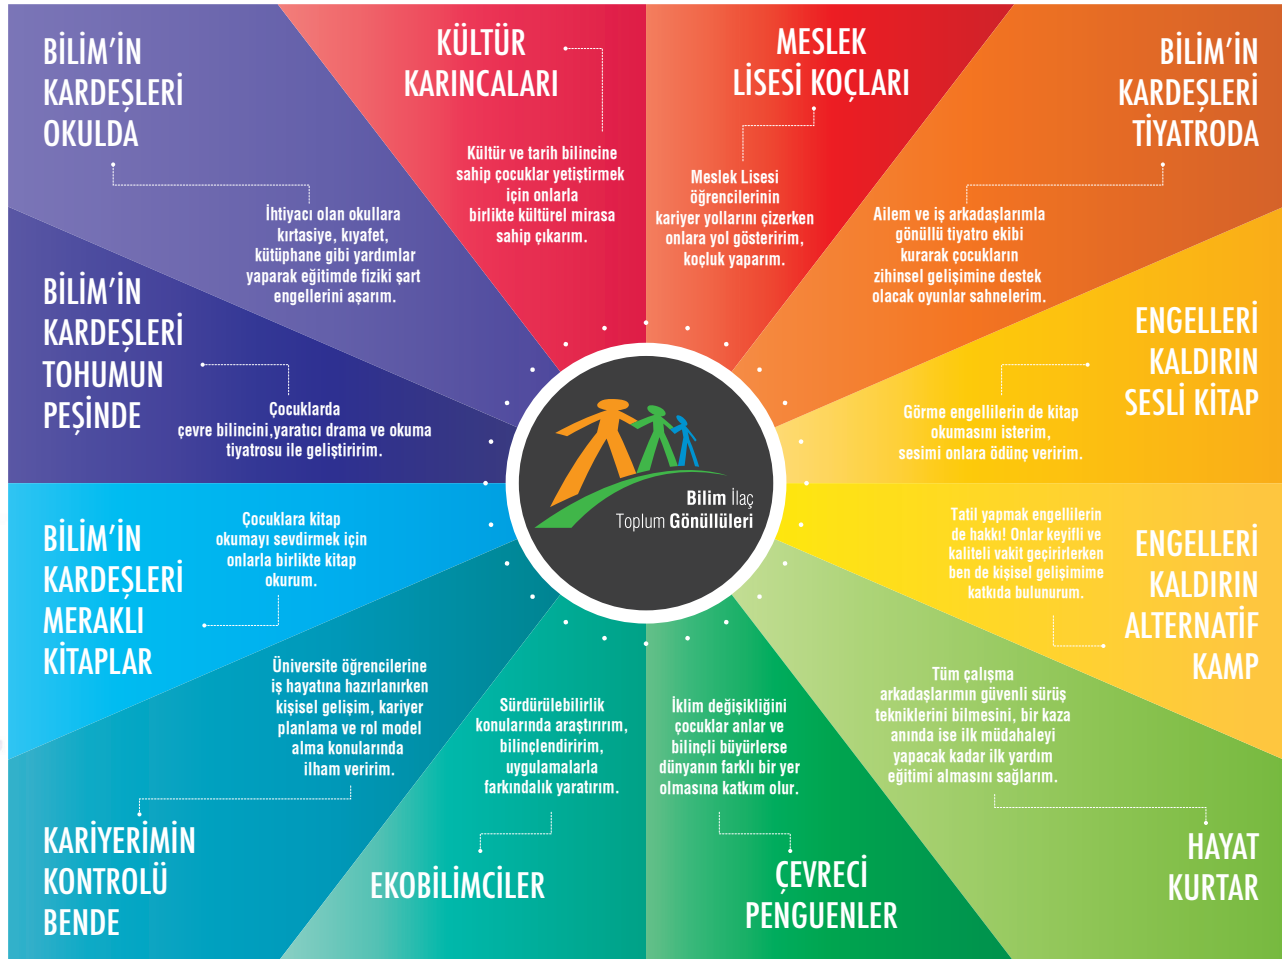 BİLİM’İN
KARDEŞLERİ
OKULDA
İhtiyacı olan okullara
kırtasiye, kıyafet,
kütüphane gibi yardımlar
yaparak eğitimde fiziki şart
engellerini aşarım.
KÜLTÜR
KARINCALARI
Kültür ve tarih bilincine
sahip çocuklar yetiştirmek
için onlarla
birlikte kültürel mirasa
sahip çıkarım.
MESLEK
LİSESİ KOÇLARI
Meslek Lisesi
öğrencilerinin
kariyer yollarını çizerken
onlara yol gösteririm,
koçluk yaparım.
BİLİM’İN
KARDEŞLERİ
TİYATRODA
Ailem ve iş arkadaşlarımla
gönüllü tiyatro ekibi
kurarak çocukların
zihinsel gelişimine destek
olacak oyunlar sahnelerim.
BİLİM’İN
KARDEŞLERİ
TOHUMUN
PEŞİNDE
Çocuklarda
çevre bilincini,yaratıcı drama ve okuma
tiyatrosu ile geliştiririm.
ENGELLERİ
KALDIRIN
SESLİ KİTAP
Görme engellilerin de kitap
okumasını isterim,
sesimi onlara ödünç veririm.
Bilim İlaç
Toplum Gönüllüleri
BİLİM’İN
KARDEŞLERİ
MERAKLI
KİTAPLAR
Çocuklara kitap
okumayı sevdirmek için
onlarla birlikte kitap
okurum.
Tatil yapmak engellilerin
de hakkı! Onlar keyifli ve
kaliteli vakit geçirirlerken
ben de kişisel gelişimime
katkıda bulunurum.
ENGELLERİ
KALDIRIN
ALTERNATİF
KAMP
Üniversite öğrencilerine
iş hayatına hazırlanırken
kişisel gelişim, kariyer
planlama ve rol model
alma konularında
ilham veririm.
KARİYERİMİN
KONTROLÜ
BENDE
Sürdürülebilirlik
konularında araştırırım,
bilinçlendiririm,
uygulamalarla
farkındalık yaratırım.
EKOBİLİMCİLER
İklim değişikliğini
çocuklar anlar ve
bilinçli büyürlerse
dünyanın farklı bir yer
olmasına katkım olur.
ÇEVRECİ
PENGUENLER
Tüm çalışma
arkadaşlarımın güvenli sürüş
tekniklerini bilmesini, bir kaza
anında ise ilk müdahaleyi
yapacak kadar ilk yardım
eğitimi almasını sağlarım.
HAYAT
KURTAR